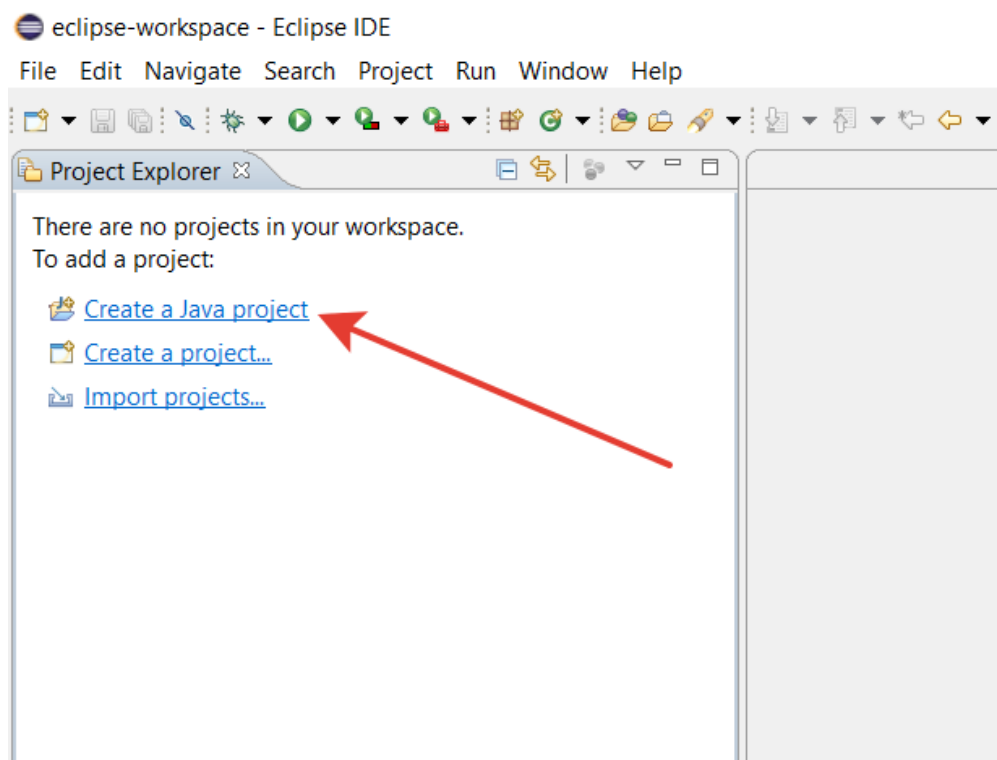 eclipse-workspace - Eclipse IDE
File Edit Navigate Search Project Run Window Help
Project Explorer
There are no projects in your workspace.
To add a project:
Create a Java project
Create a project...
Import projects...